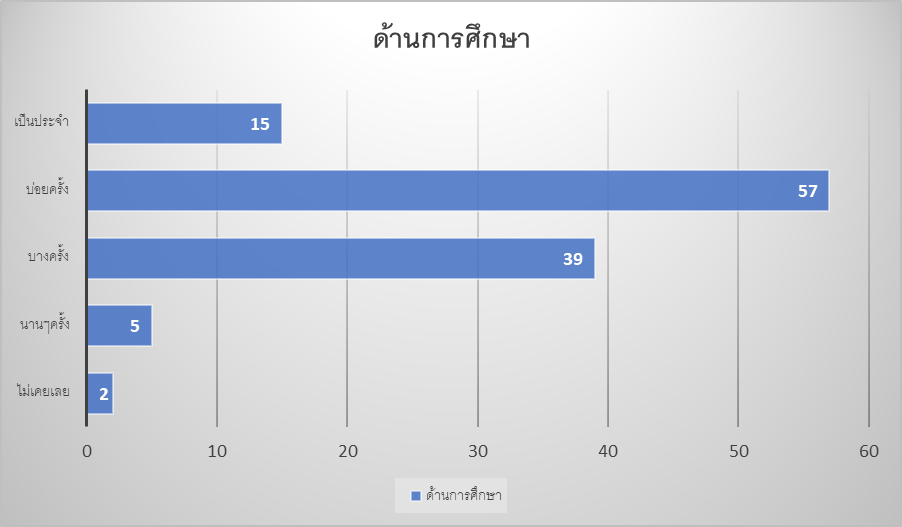 ด้านการศึกษา
เป็นประจำ
15
บ่อยครั้ง
57
บางครั้ง
39
นานๆครั้ง
5
ไม่เคยเลย
2
0 10 20 30 40 50 60
ด้านการศึกษา